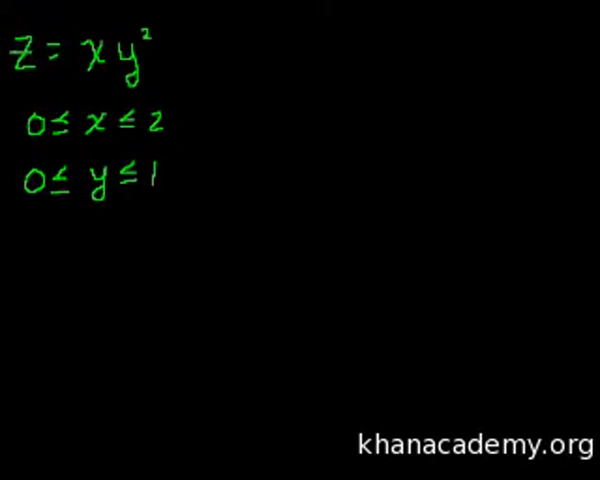 z = xy²
0 ≤ x ≤ 2
0 ≤ y ≤ 1
khanacademy.org